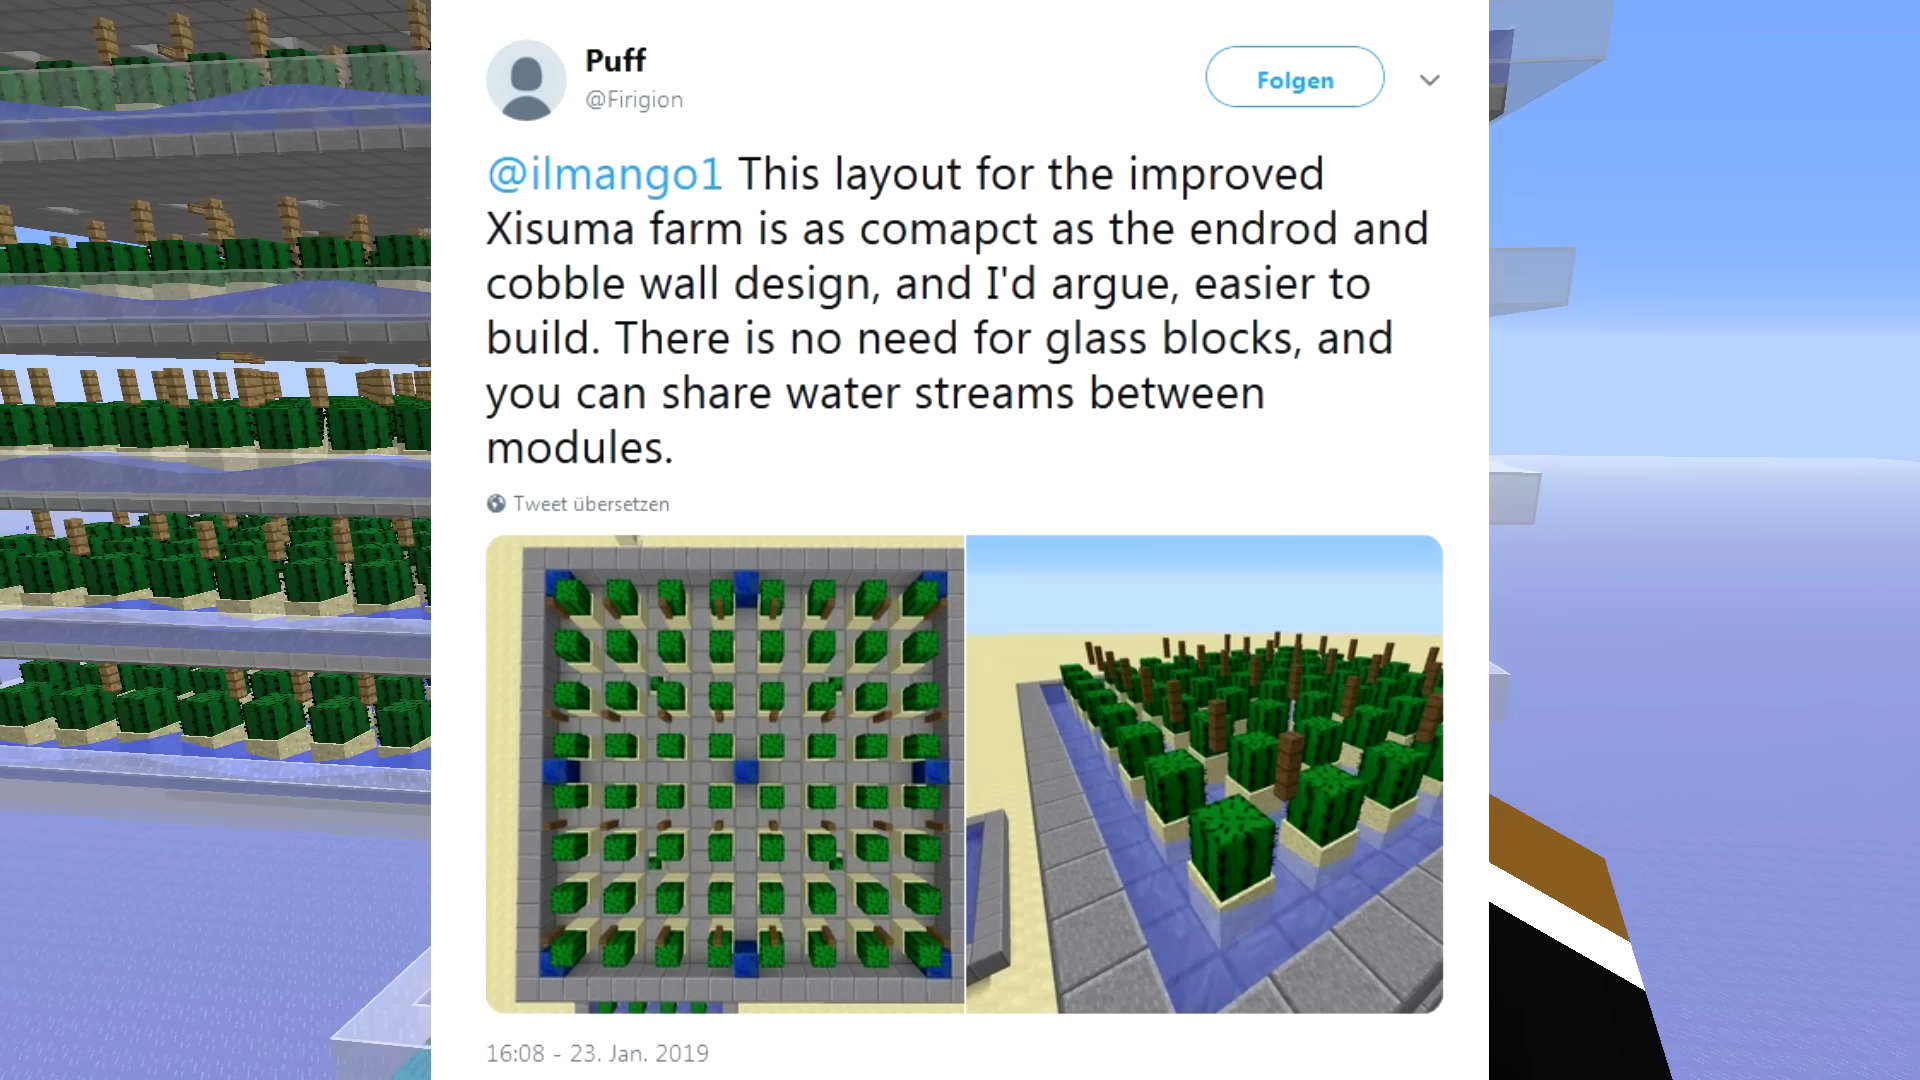 Puff
@Firigion
Folgen
@ilmango1 This layout for the improved
Xisuma farm is as comapct as the endrod and
cobble wall design, and I'd argue, easier to
build. There is no need for glass blocks, and
you can share water streams between
modules.
Tweet übersetzen
16:08 - 23. Jan. 2019